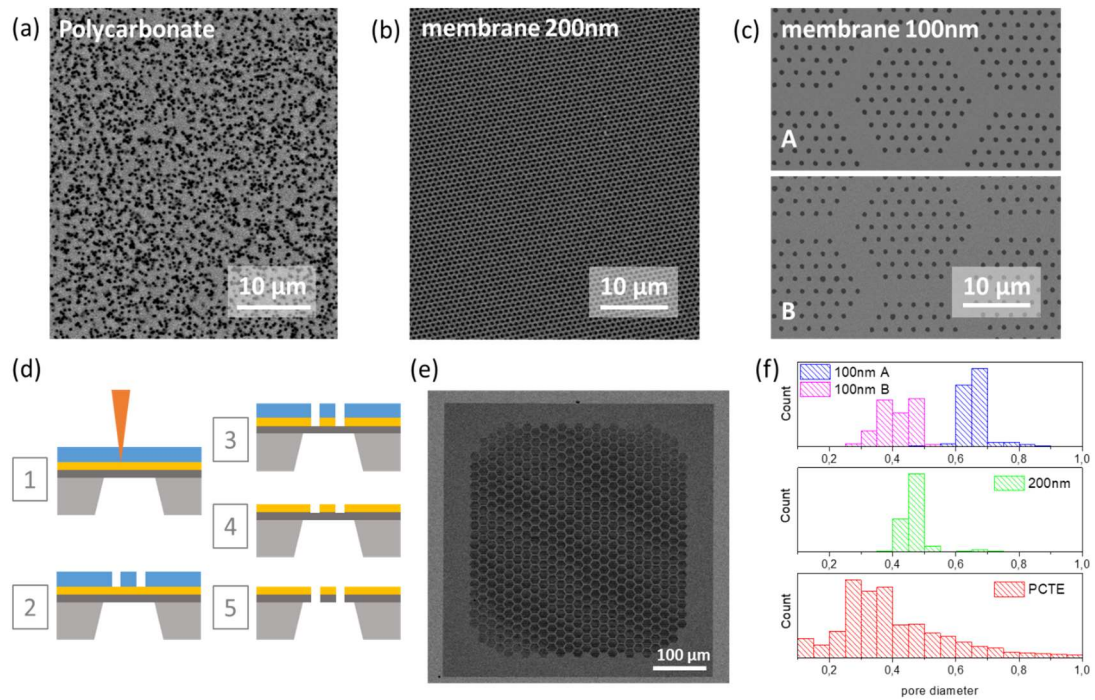 (a)
Polycarbonate
10 µm
(b)
membrane 200nm
10 µm
(c)
membrane 100nm
A
B
10 µm
(d)
1
2
3
4
5
(e)
100 µm
(f)
100nm A
100nm B
Count
0,2 0,4 0,6 0,8 1,0
200nm
Count
0,2 0,4 0,6 0,8 1,0
PCTE
Count
0,2 0,4 0,6 0,8 1,0
pore diameter